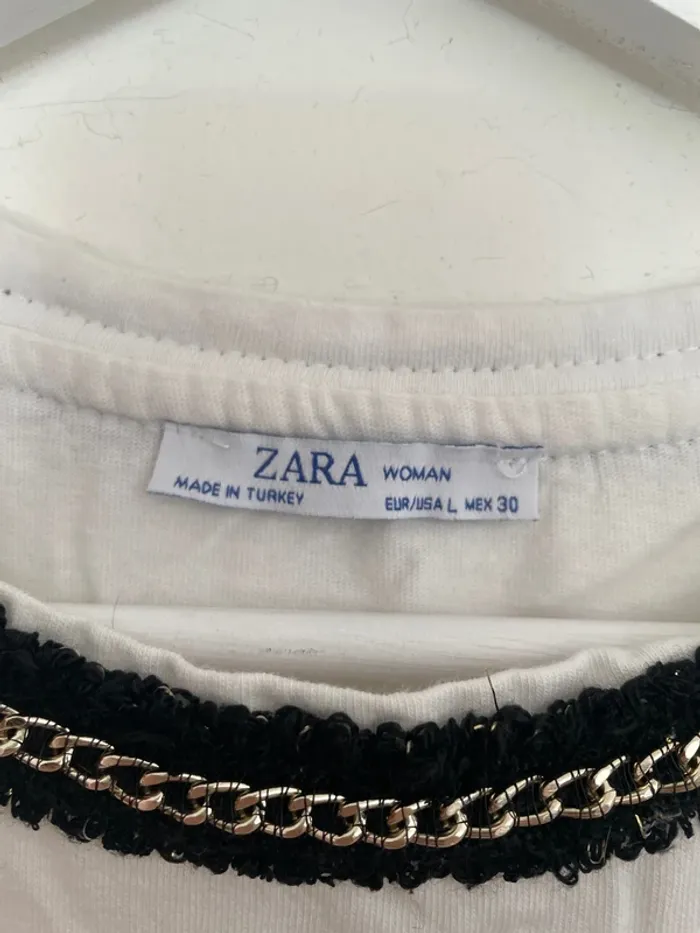 ZARA WOMAN
MADE IN TURKEY
EUR/USA L MEX 30